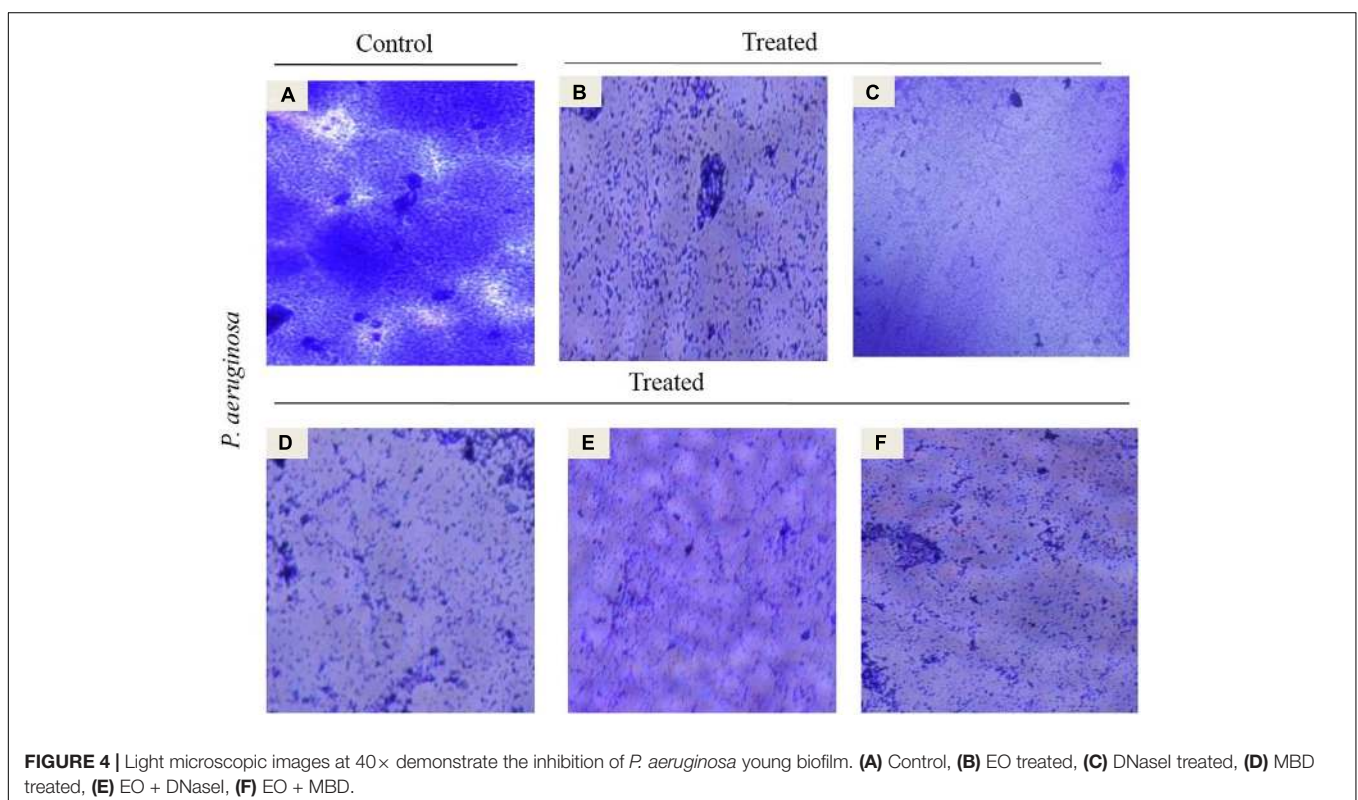 Control
Treated
A
B
C
P. aeruginosa
Treated
D
E
F
FIGURE 4 | Light microscopic images at 40× demonstrate the inhibition of P. aeruginosa young biofilm. (A) Control, (B) EO treated, (C) DNaseI treated, (D) MBD
treated, (E) EO + DNaseI, (F) EO + MBD.